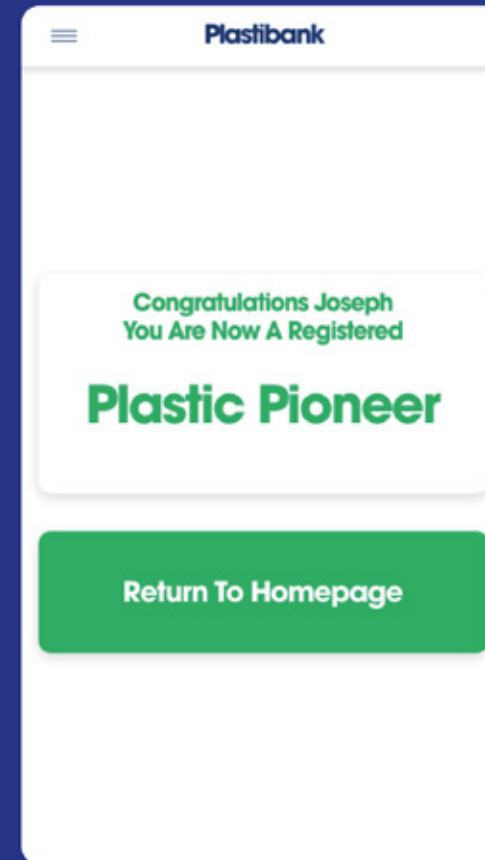 Plastibank
Congratulations Joseph
You Are Now A Registered
Plastic Pioneer
Return To Homepage